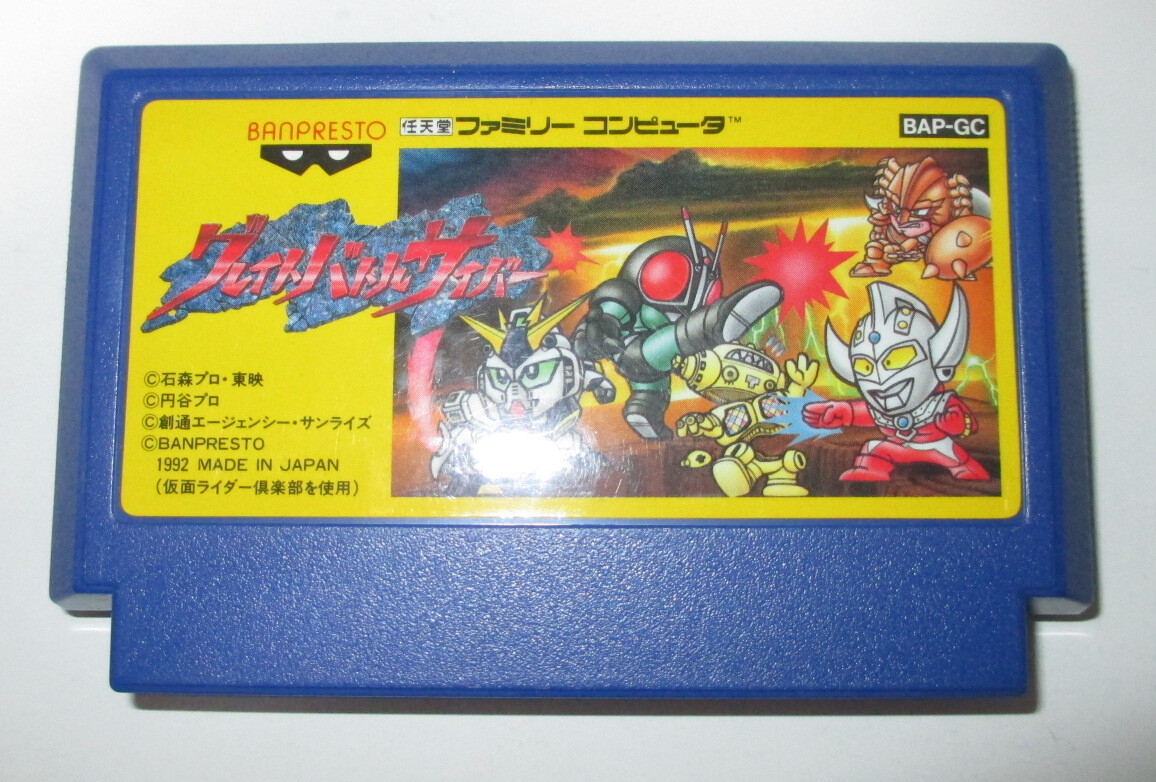 BANPRESTO
任天堂 ファミリー コンピュータ™
BAP-GC
グレイトバトルサイバー
©石森プロ・東映
©円谷プロ
©創通エージェンシー・サンライズ
©BANPRESTO
1992 MADE IN JAPAN
(仮面ライダー倶楽部を使用)